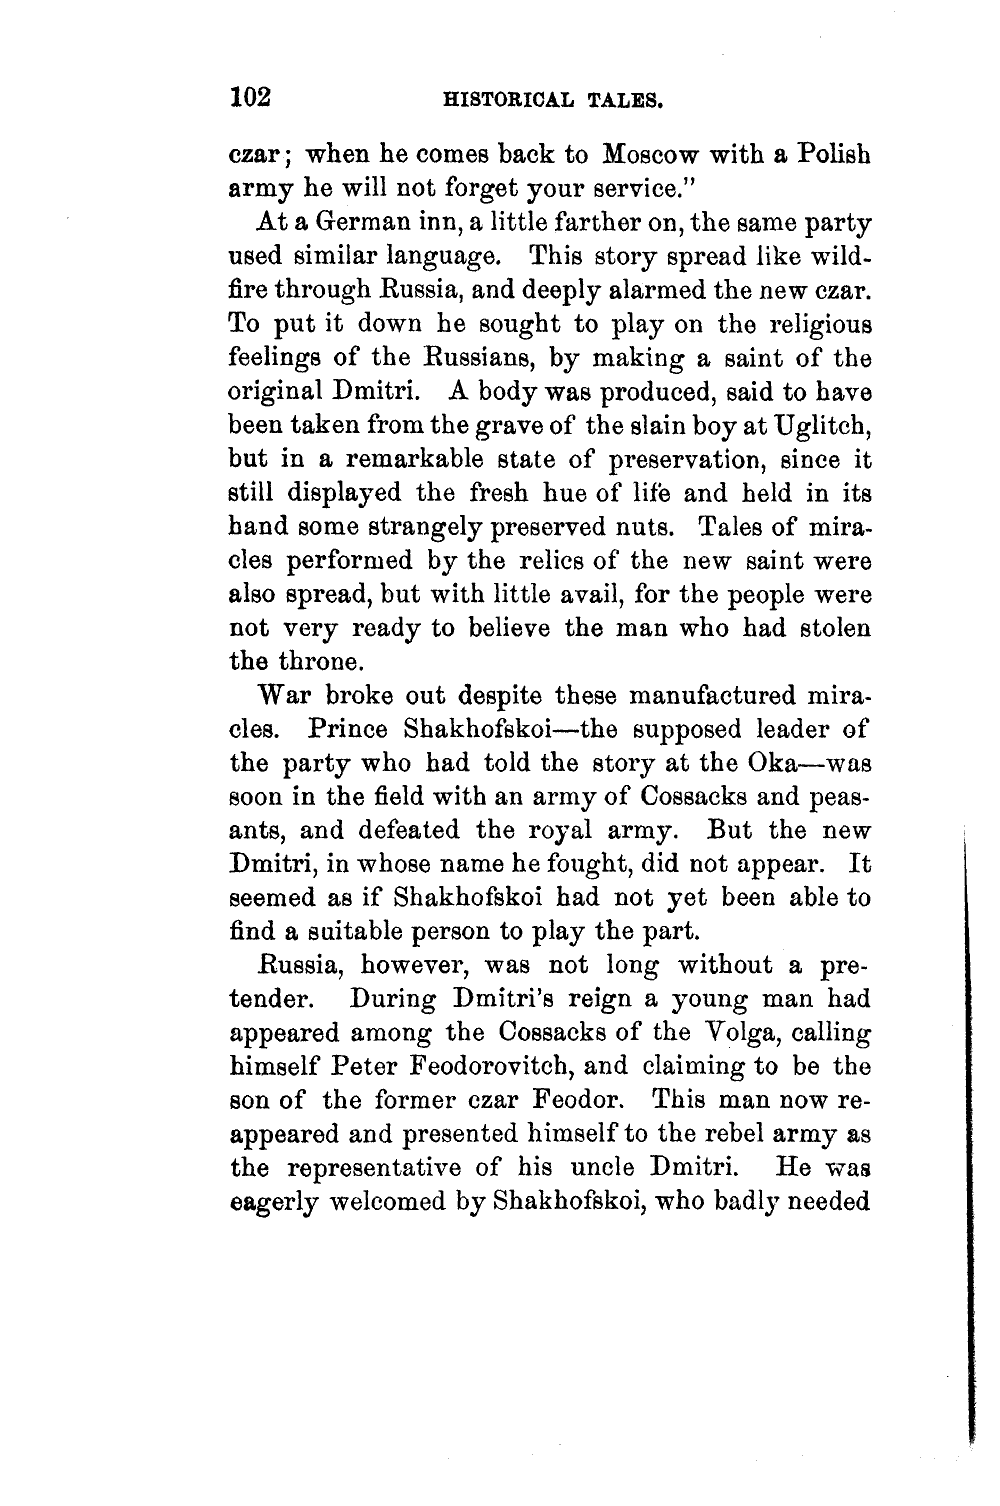 102 HISTORICAL TALES.
czar; when he comes back to Moscow with a Polish
army he will not forget your service.”
At a German inn, a little farther on, the same party
used similar language. This story spread like wild-
fire through Russia, and deeply alarmed the new czar.
To put it down he sought to play on the religious
feelings of the Russians, by making a saint of the
original Dmitri. A body was produced, said to have
been taken from the grave of the slain boy at Uglitch,
but in a remarkable state of preservation, since it
still displayed the fresh hue of life and held in its
hand some strangely preserved nuts. Tales of mira-
cles performed by the relics of the new saint were
also spread, but with little avail, for the people were
not very ready to believe the man who had stolen
the throne.
War broke out despite these manufactured mira-
cles. Prince Shakhofskoi—the supposed leader of
the party who had told the story at the Oka—was
soon in the field with an army of Cossacks and peas-
ants, and defeated the royal army. But the new
Dmitri, in whose name he fought, did not appear. It
seemed as if Shakhofskoi had not yet been able to
find a suitable person to play the part.
Russia, however, was not long without a pre-
tender. During Dmitri’s reign a young man had
appeared among the Cossacks of the Volga, calling
himself Peter Feodorovitch, and claiming to be the
son of the former czar Feodor. This man now re-
appeared and presented himself to the rebel army as
the representative of his uncle Dmitri. He was
eagerly welcomed by Shakhofskoi, who badly needed